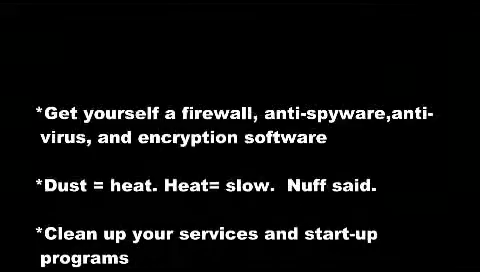 *Get yourself a firewall, anti-spyware,anti-
virus, and encryption software
*Dust = heat. Heat= slow.  Nuff said.
*Clean up your services and start-up
programs